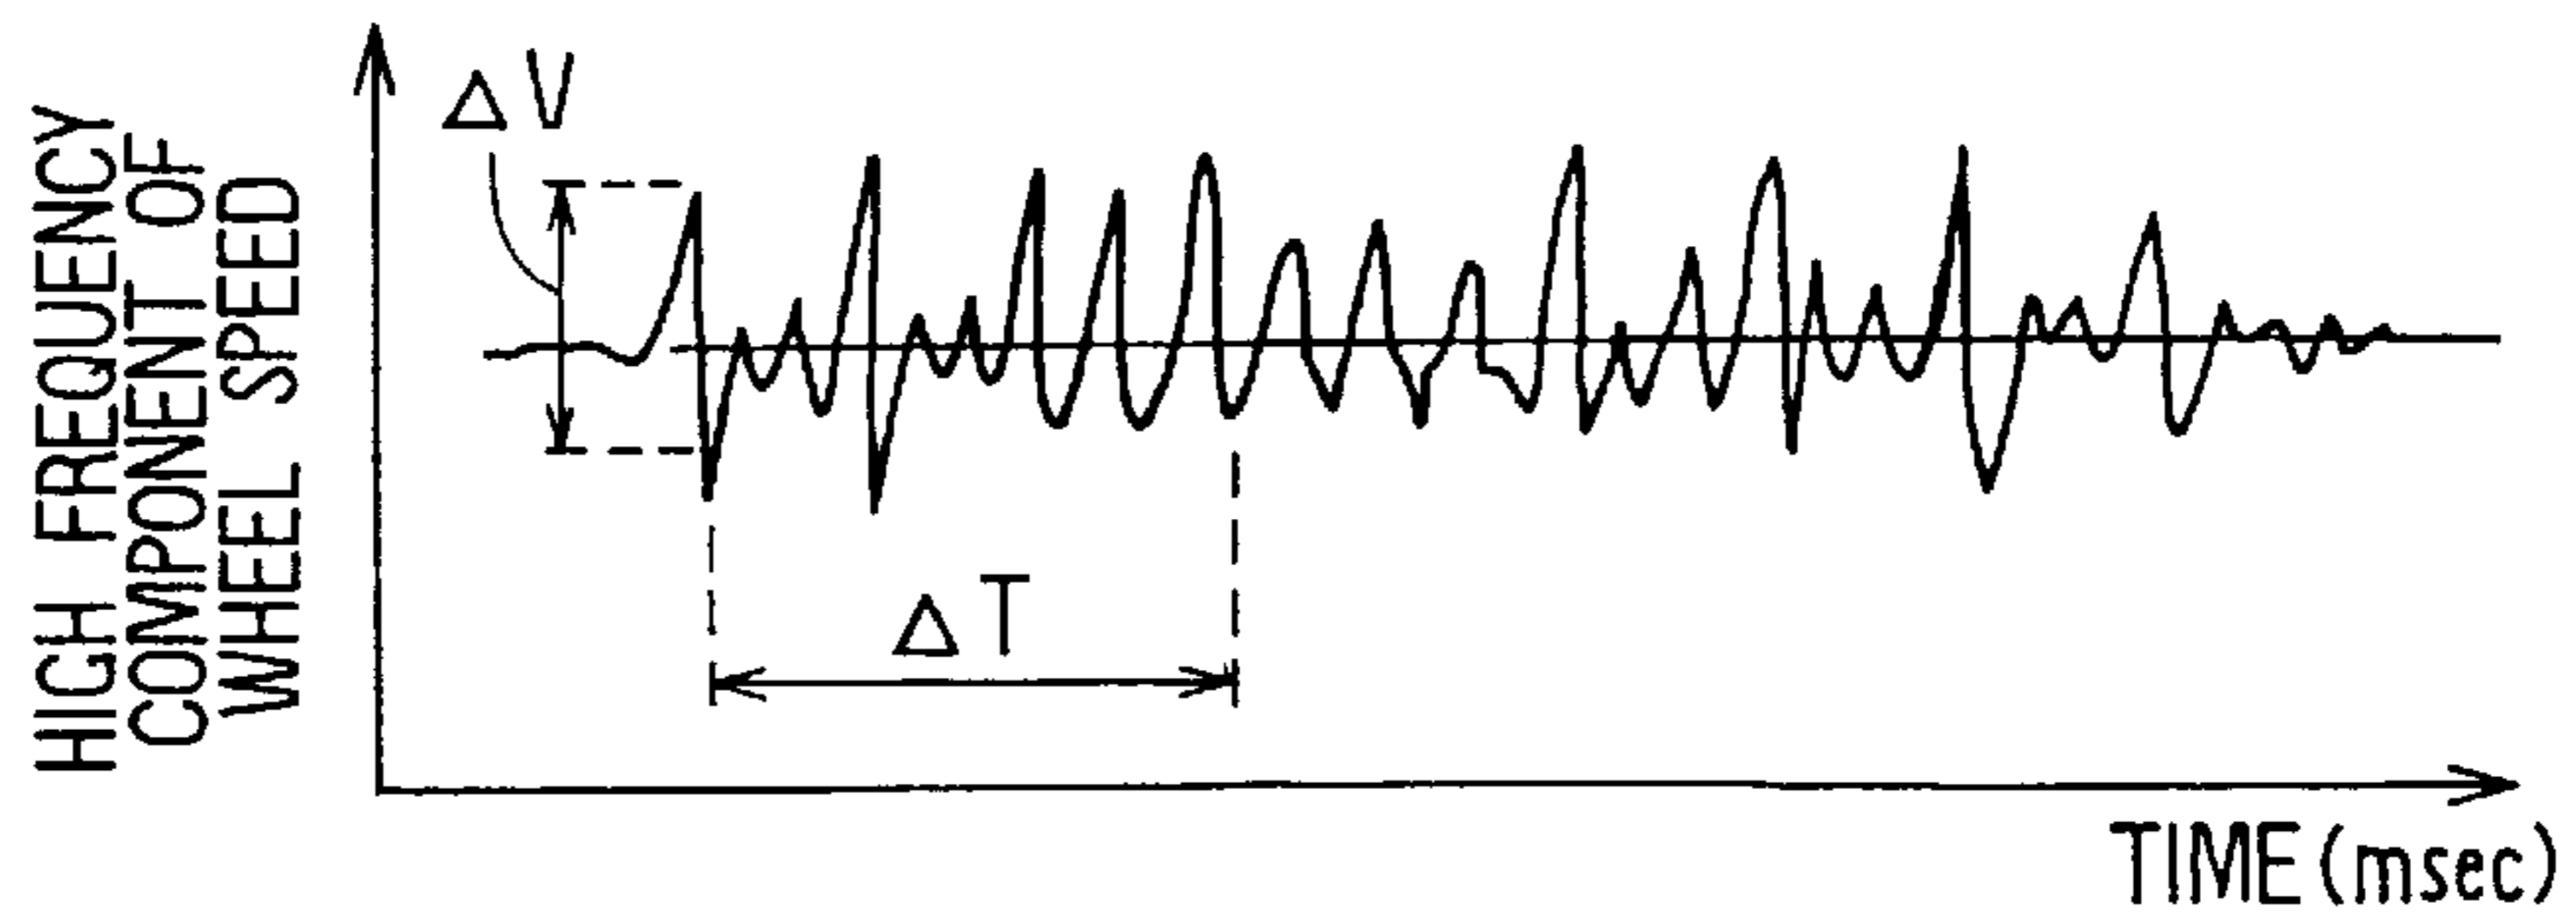 HIGH FREQUENCY
COMPONENT OF
WHEEL SPEED
ΔV
ΔT
TIME (msec)